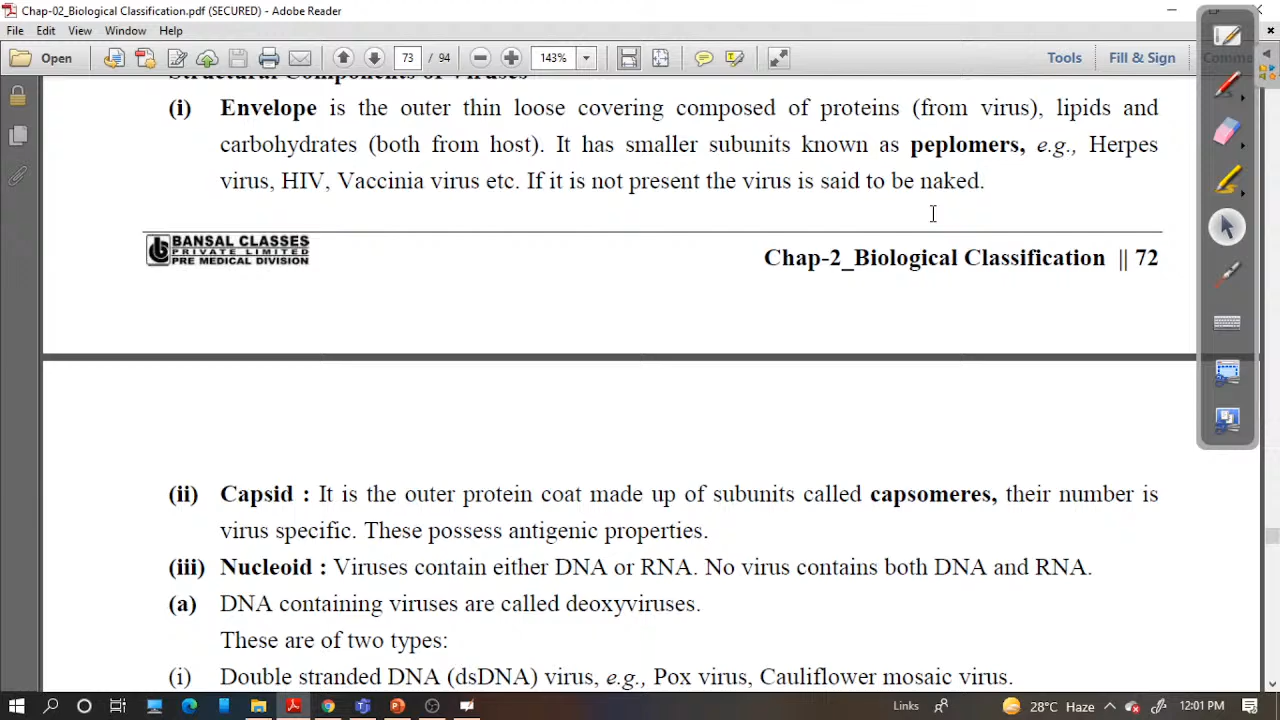 Chap-02_Biological Classification.pdf (SECURED) - Adobe Reader
File Edit View Window Help
Open 73 / 94 143% Tools Fill & Sign Comme
Structural Components of Viruses
(i) Envelope is the outer thin loose covering composed of proteins (from virus), lipids and
carbohydrates (both from host). It has smaller subunits known as peplomers, e.g., Herpes
virus, HIV, Vaccinia virus etc. If it is not present the virus is said to be naked.
BANSAL CLASSES
PRIVATE LIMITED
PRE MEDICAL DIVISION
Chap-2_Biological Classification || 72
(ii) Capsid : It is the outer protein coat made up of subunits called capsomeres, their number is
virus specific. These possess antigenic properties.
(iii) Nucleoid : Viruses contain either DNA or RNA. No virus contains both DNA and RNA.
(a) DNA containing viruses are called deoxyviruses.
These are of two types:
(i) Double stranded DNA (dsDNA) virus, e.g., Pox virus, Cauliflower mosaic virus.
Links 28°C Haze 12:01 PM